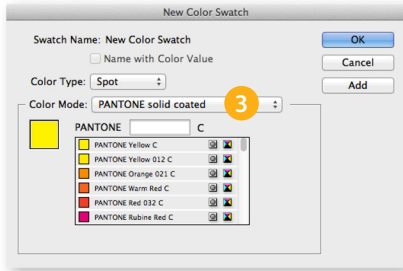 New Color Swatch
Swatch Name: New Color Swatch
OK
Name with Color Value
Cancel
Color Type: Spot
Add
Color Mode: PANTONE solid coated
3
PANTONE C
PANTONE Yellow C
PANTONE Yellow 012 C
PANTONE Orange 021 C
PANTONE Warm Red C
PANTONE Red 032 C
PANTONE Rubine Red C